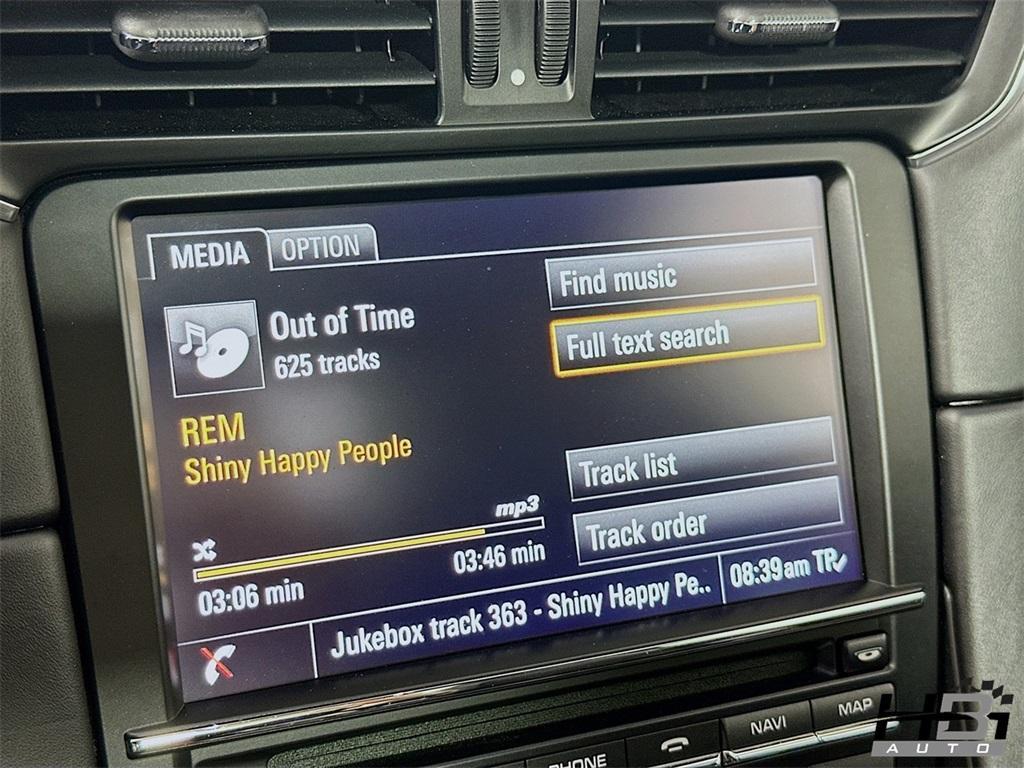 MEDIA OPTION
Out of Time
625 tracks
REM
Shiny Happy People
mp3
03:06 min
03:46 min
Find music
Full text search
Track list
Track order
Jukebox track 363 - Shiny Happy Pe..
08:39am TP
PHONE
NAVI
MAP
HBI
AUTO